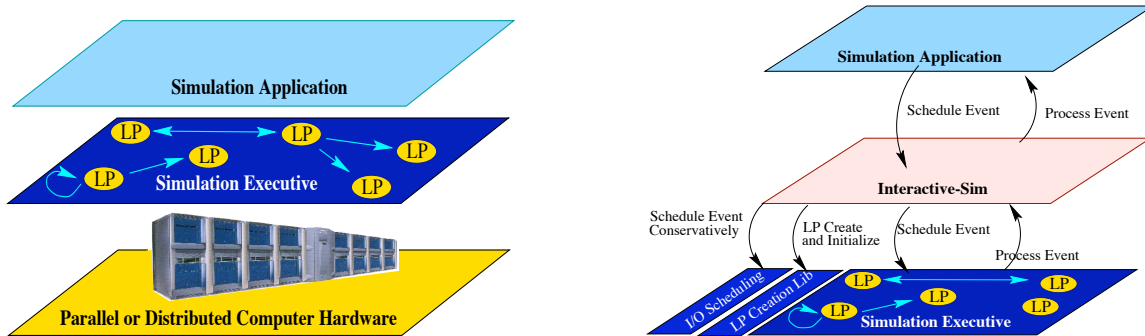 Simulation Application
LP
LP
LP
LP
LP
LP
Simulation Executive
Parallel or Distributed Computer Hardware
Simulation Application
Schedule Event
Process Event
Interactive-Sim
Schedule Event
Conservatively
LP Create
and Initialize
Schedule Event
Process Event
I/O Scheduling
LP Creation Lib
LP
LP
LP
LP
LP
Simulation Executive